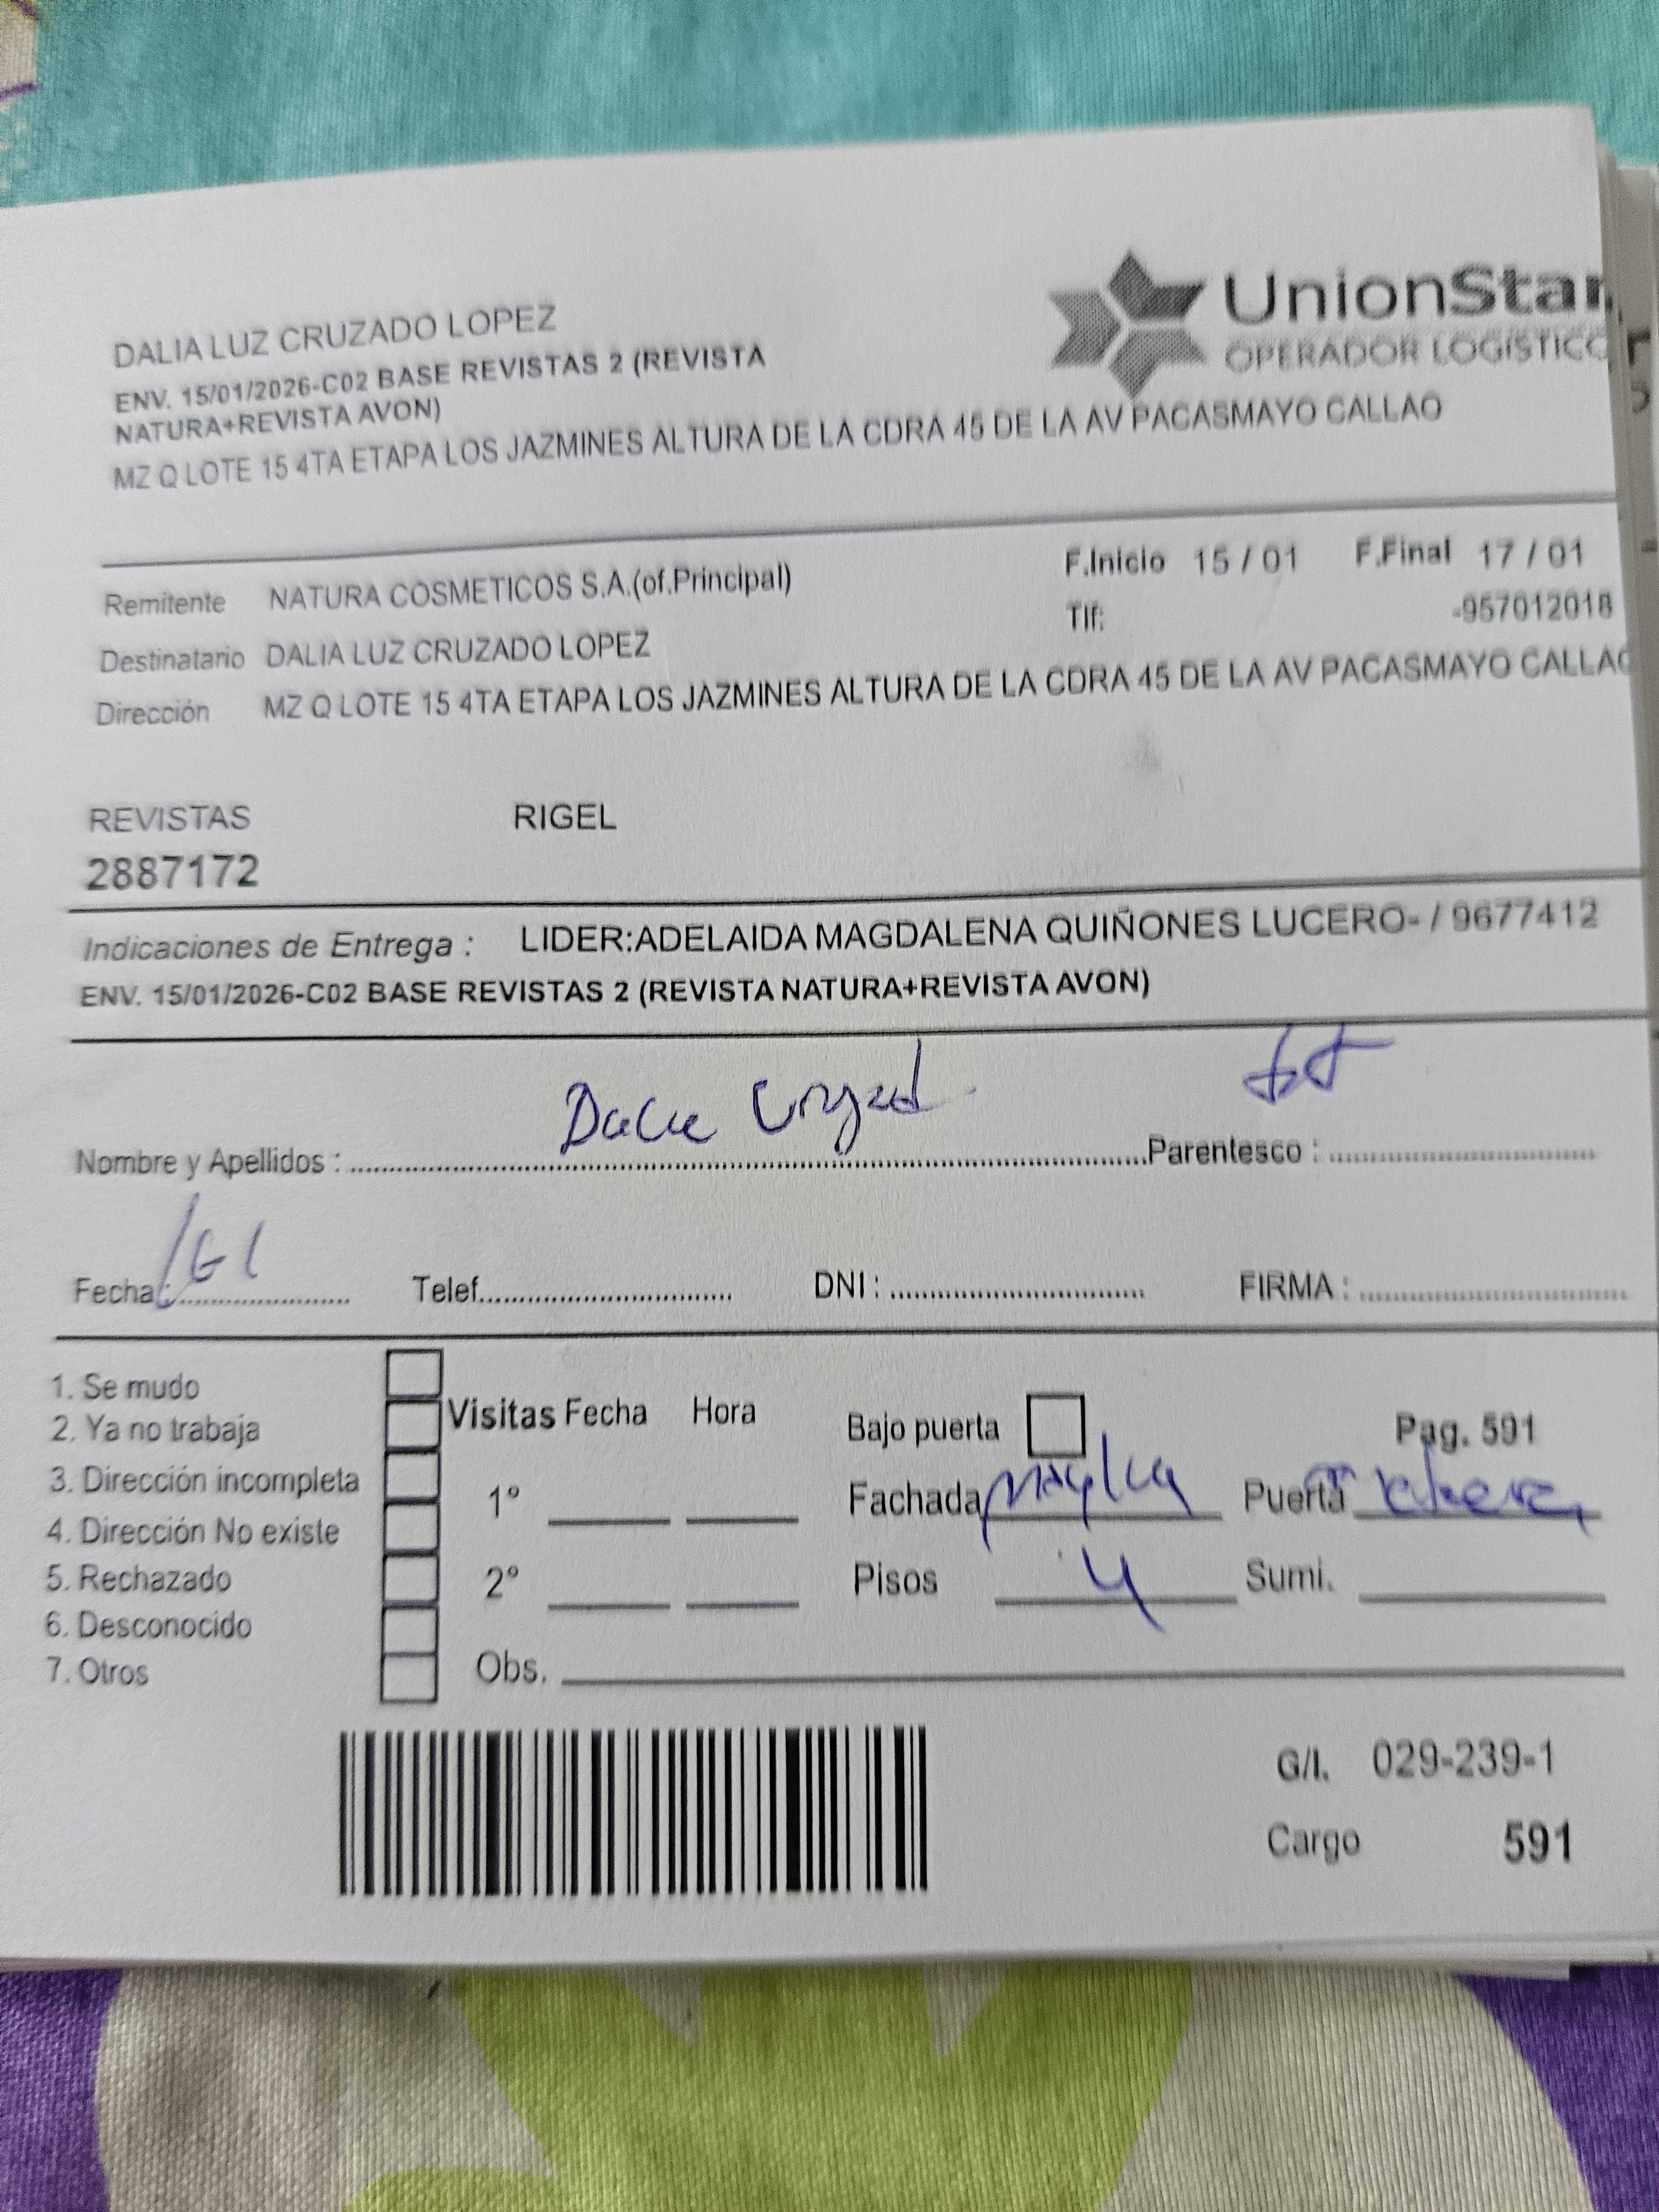 UnionStar
OPERADOR LOGÍSTICO
DALIA LUZ CRUZADO LOPEZ
ENV. 15/01/2026-C02 BASE REVISTAS 2 (REVISTA
NATURA+REVISTA AVON)
MZ Q LOTE 15 4TA ETAPA LOS JAZMINES ALTURA DE LA CDRA 45 DE LA AV PACASMAYO CALLAO
Remitente NATURA COSMETICOS S.A.(of.Principal) F.Inicio 15 / 01 F.Final 17 / 01
Tlf: -957012018
Destinatario DALIA LUZ CRUZADO LOPEZ
Dirección MZ Q LOTE 15 4TA ETAPA LOS JAZMINES ALTURA DE LA CDRA 45 DE LA AV PACASMAYO CALLAO
REVISTAS RIGEL
2887172
Indicaciones de Entrega : LIDER:ADELAIDA MAGDALENA QUIÑONES LUCERO- / 9677412
ENV. 15/01/2026-C02 BASE REVISTAS 2 (REVISTA NATURA+REVISTA AVON)
Nombre y Apellidos : Parentesco :
Fecha : Telef. DNI : FIRMA :
1. Se mudo
2. Ya no trabaja
3. Dirección incompleta
4. Dirección No existe
5. Rechazado
6. Desconocido
7. Otros
Visitas Fecha Hora Bajo puerta Pag. 591
1° Fachada Puerta
2° Pisos 4 Sumi.
Obs.
G/I. 029-239-1
Cargo 591